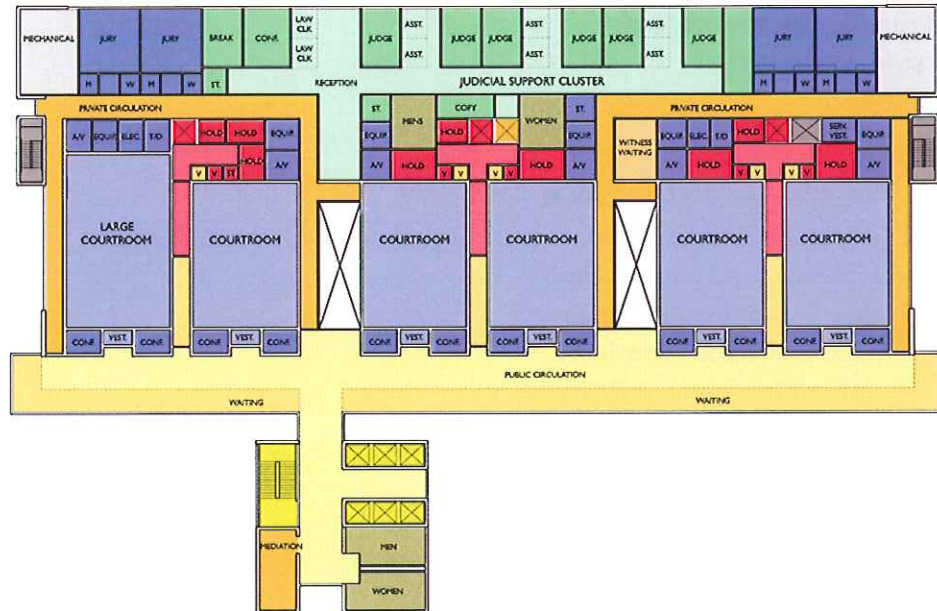 MECHANICAL
JURY
JURY
BREAK
CONF.
LAW
CLK
LAW
CLK
JUDGE
ASST.
ASST.
JUDGE
JUDGE
ASST.
ASST.
JUDGE
JUDGE
ASST.
ASST.
JUDGE
JURY
JURY
MECHANICAL
M
W
M
W
ST.
RECEPTION
JUDICIAL SUPPORT CLUSTER
M
W
M
W
PRIVATE CIRCULATION
ST.
MENS
COPY
WOMEN
ST.
PRIVATE CIRCULATION
A/V
EQUIP.
ELEC.
T/D
HOLD
HOLD
EQUIP.
EQUIP.
HOLD
EQUIP.
WITNESS
WAITING
EQUIP.
ELEC.
T/D
HOLD
SERV.
VEST.
EQUIP.
HOLD
A/V
A/V
HOLD
HOLD
A/V
A/V
HOLD
HOLD
A/V
V
V
ST
V
V
V
V
V
V
V
V
LARGE
COURTROOM
COURTROOM
COURTROOM
COURTROOM
COURTROOM
COURTROOM
CONF.
VEST.
CONF.
CONF.
VEST.
CONF.
CONF.
VEST.
CONF.
CONF.
VEST.
CONF.
CONF.
VEST.
CONF.
CONF.
VEST.
CONF.
PUBLIC CIRCULATION
WAITING
WAITING
MEDIATION
MEN
WOMEN